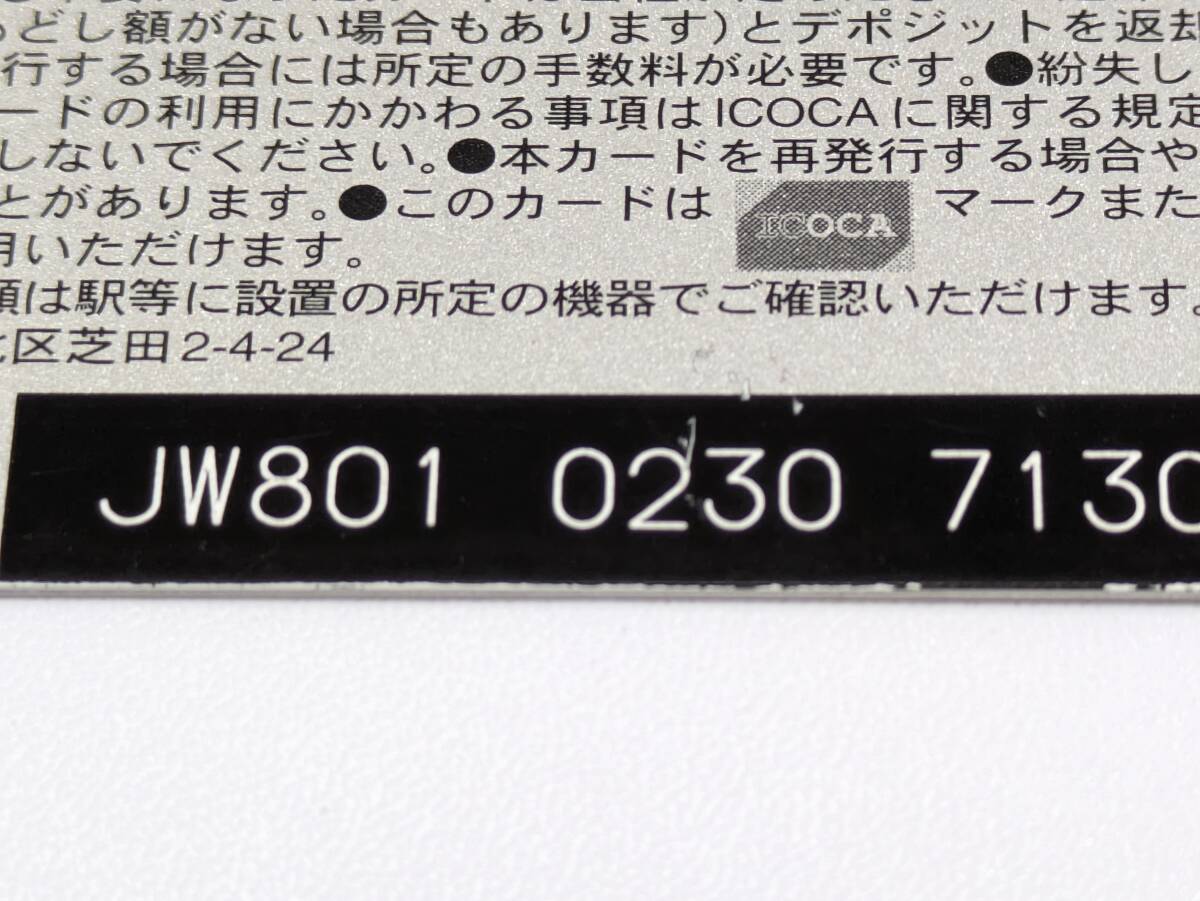 どし額がない場合もあります)とデポジットを返却
行する場合には所定の手数料が必要です。●紛失し
ードの利用にかかわる事項はICOCAに関する規定
しないでください。●本カードを再発行する場合や
とがあります。●このカードは ICOCA マークまた
用いただけます。
額は駅等に設置の所定の機器でご確認いただけます。
区芝田2-4-24
JW801 0230 7130